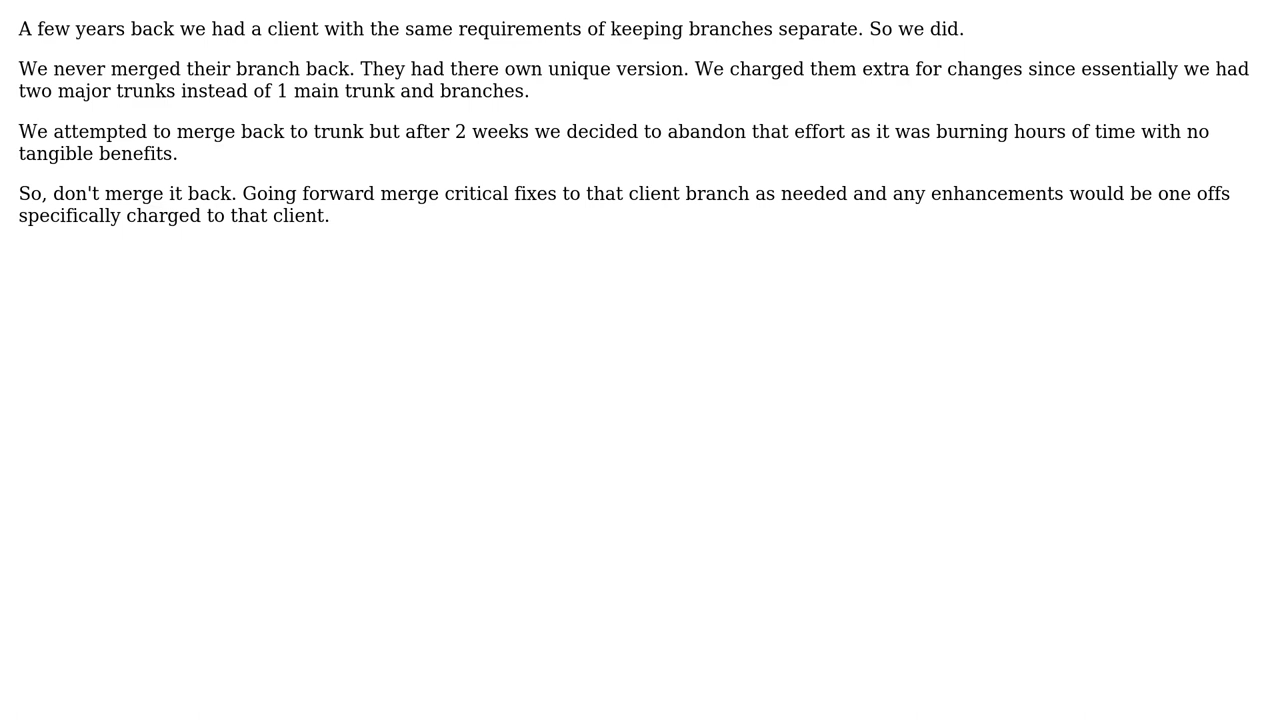 A few years back we had a client with the same requirements of keeping branches separate. So we did.
We never merged their branch back. They had there own unique version. We charged them extra for changes since essentially we had
two major trunks instead of 1 main trunk and branches.
We attempted to merge back to trunk but after 2 weeks we decided to abandon that effort as it was burning hours of time with no
tangible benefits.
So, don't merge it back. Going forward merge critical fixes to that client branch as needed and any enhancements would be one offs
specifically charged to that client.